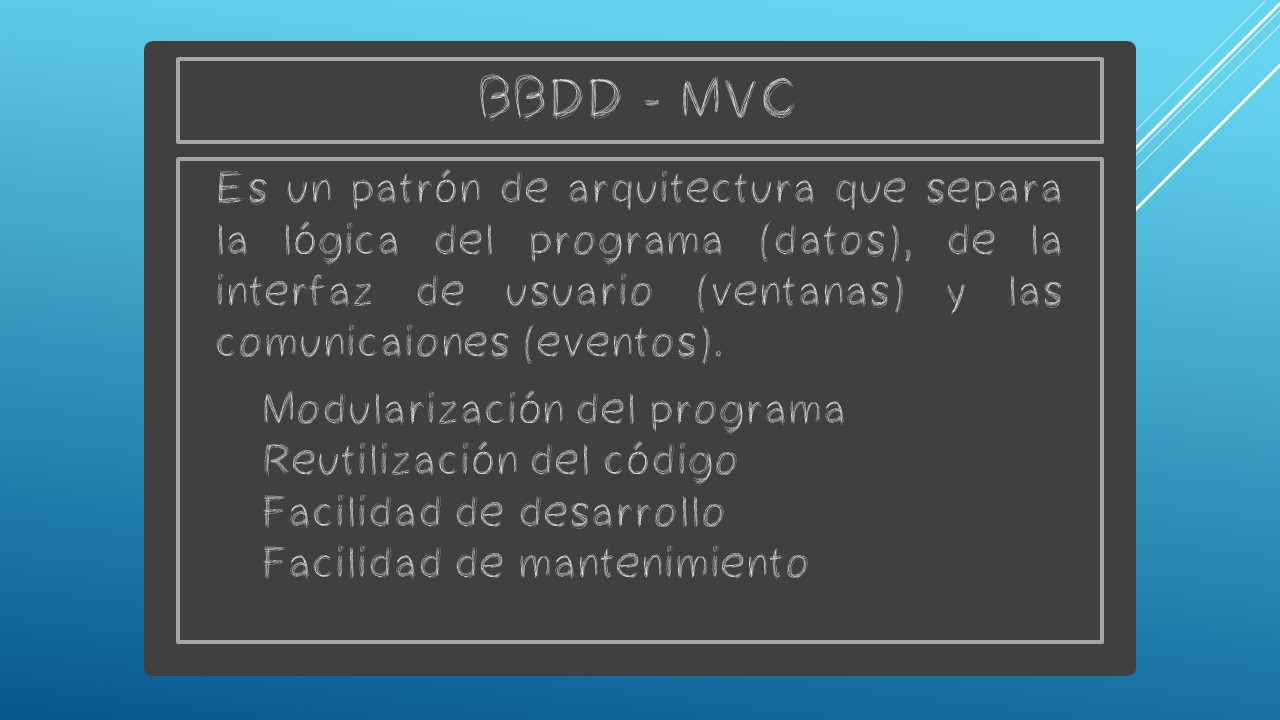 BBDD - MVC
Es un patrón de arquitectura que separa
la lógica del programa (datos), de la
interfaz de usuario (ventanas) y las
comunicaiones (eventos).
Modularización del programa
Reutilización del código
Facilidad de desarrollo
Facilidad de mantenimiento